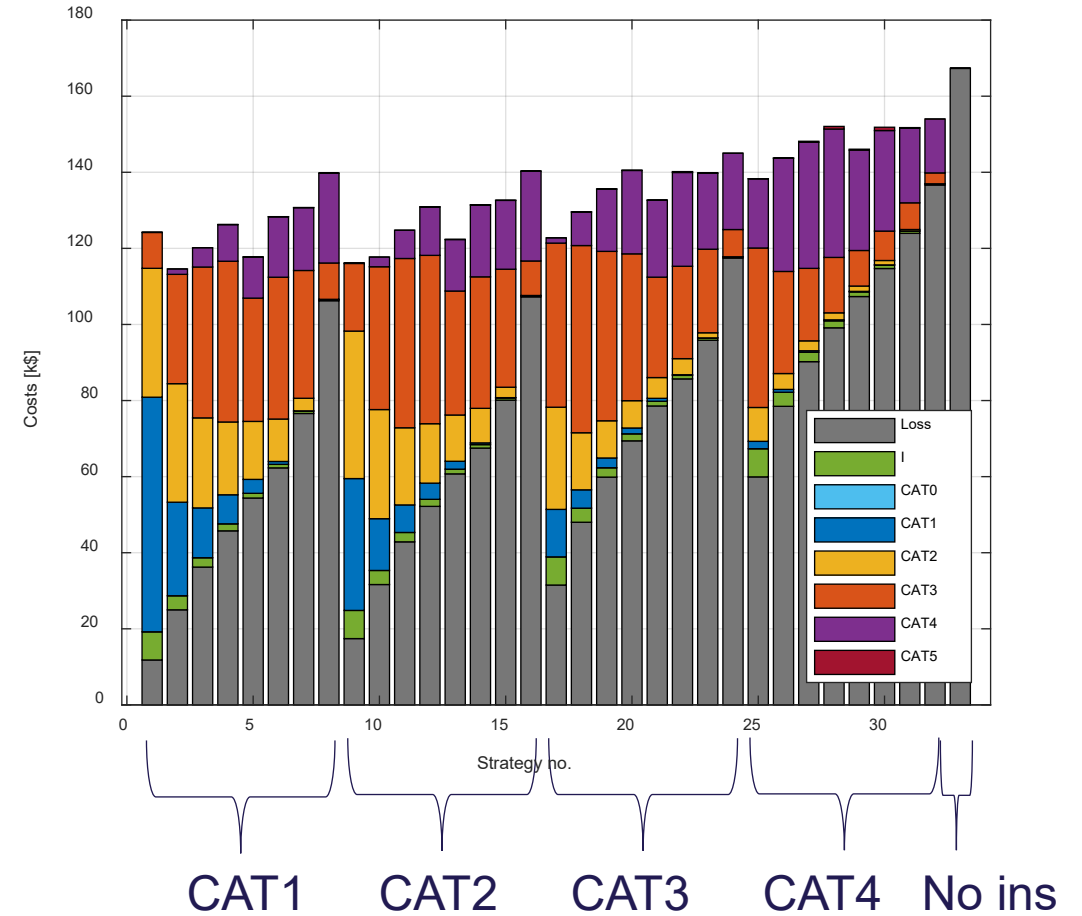 180
160
140
120
100
80
60
40
20
0
Costs [k$]
Loss
I
CAT0
CAT1
CAT2
CAT3
CAT4
CAT5
0 5 10 15 20 25 30
Strategy no.
CAT1 CAT2 CAT3 CAT4 No ins